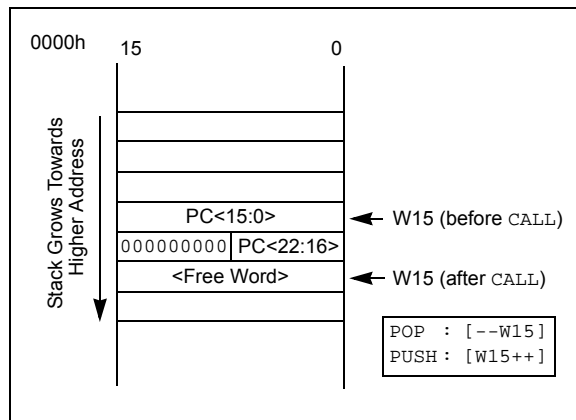 0000h
15 0
Stack Grows Towards
Higher Address
PC<15:0>
W15 (before CALL)
000000000 PC<22:16>
<Free Word>
W15 (after CALL)
POP : [--W15]
PUSH : [W15++]